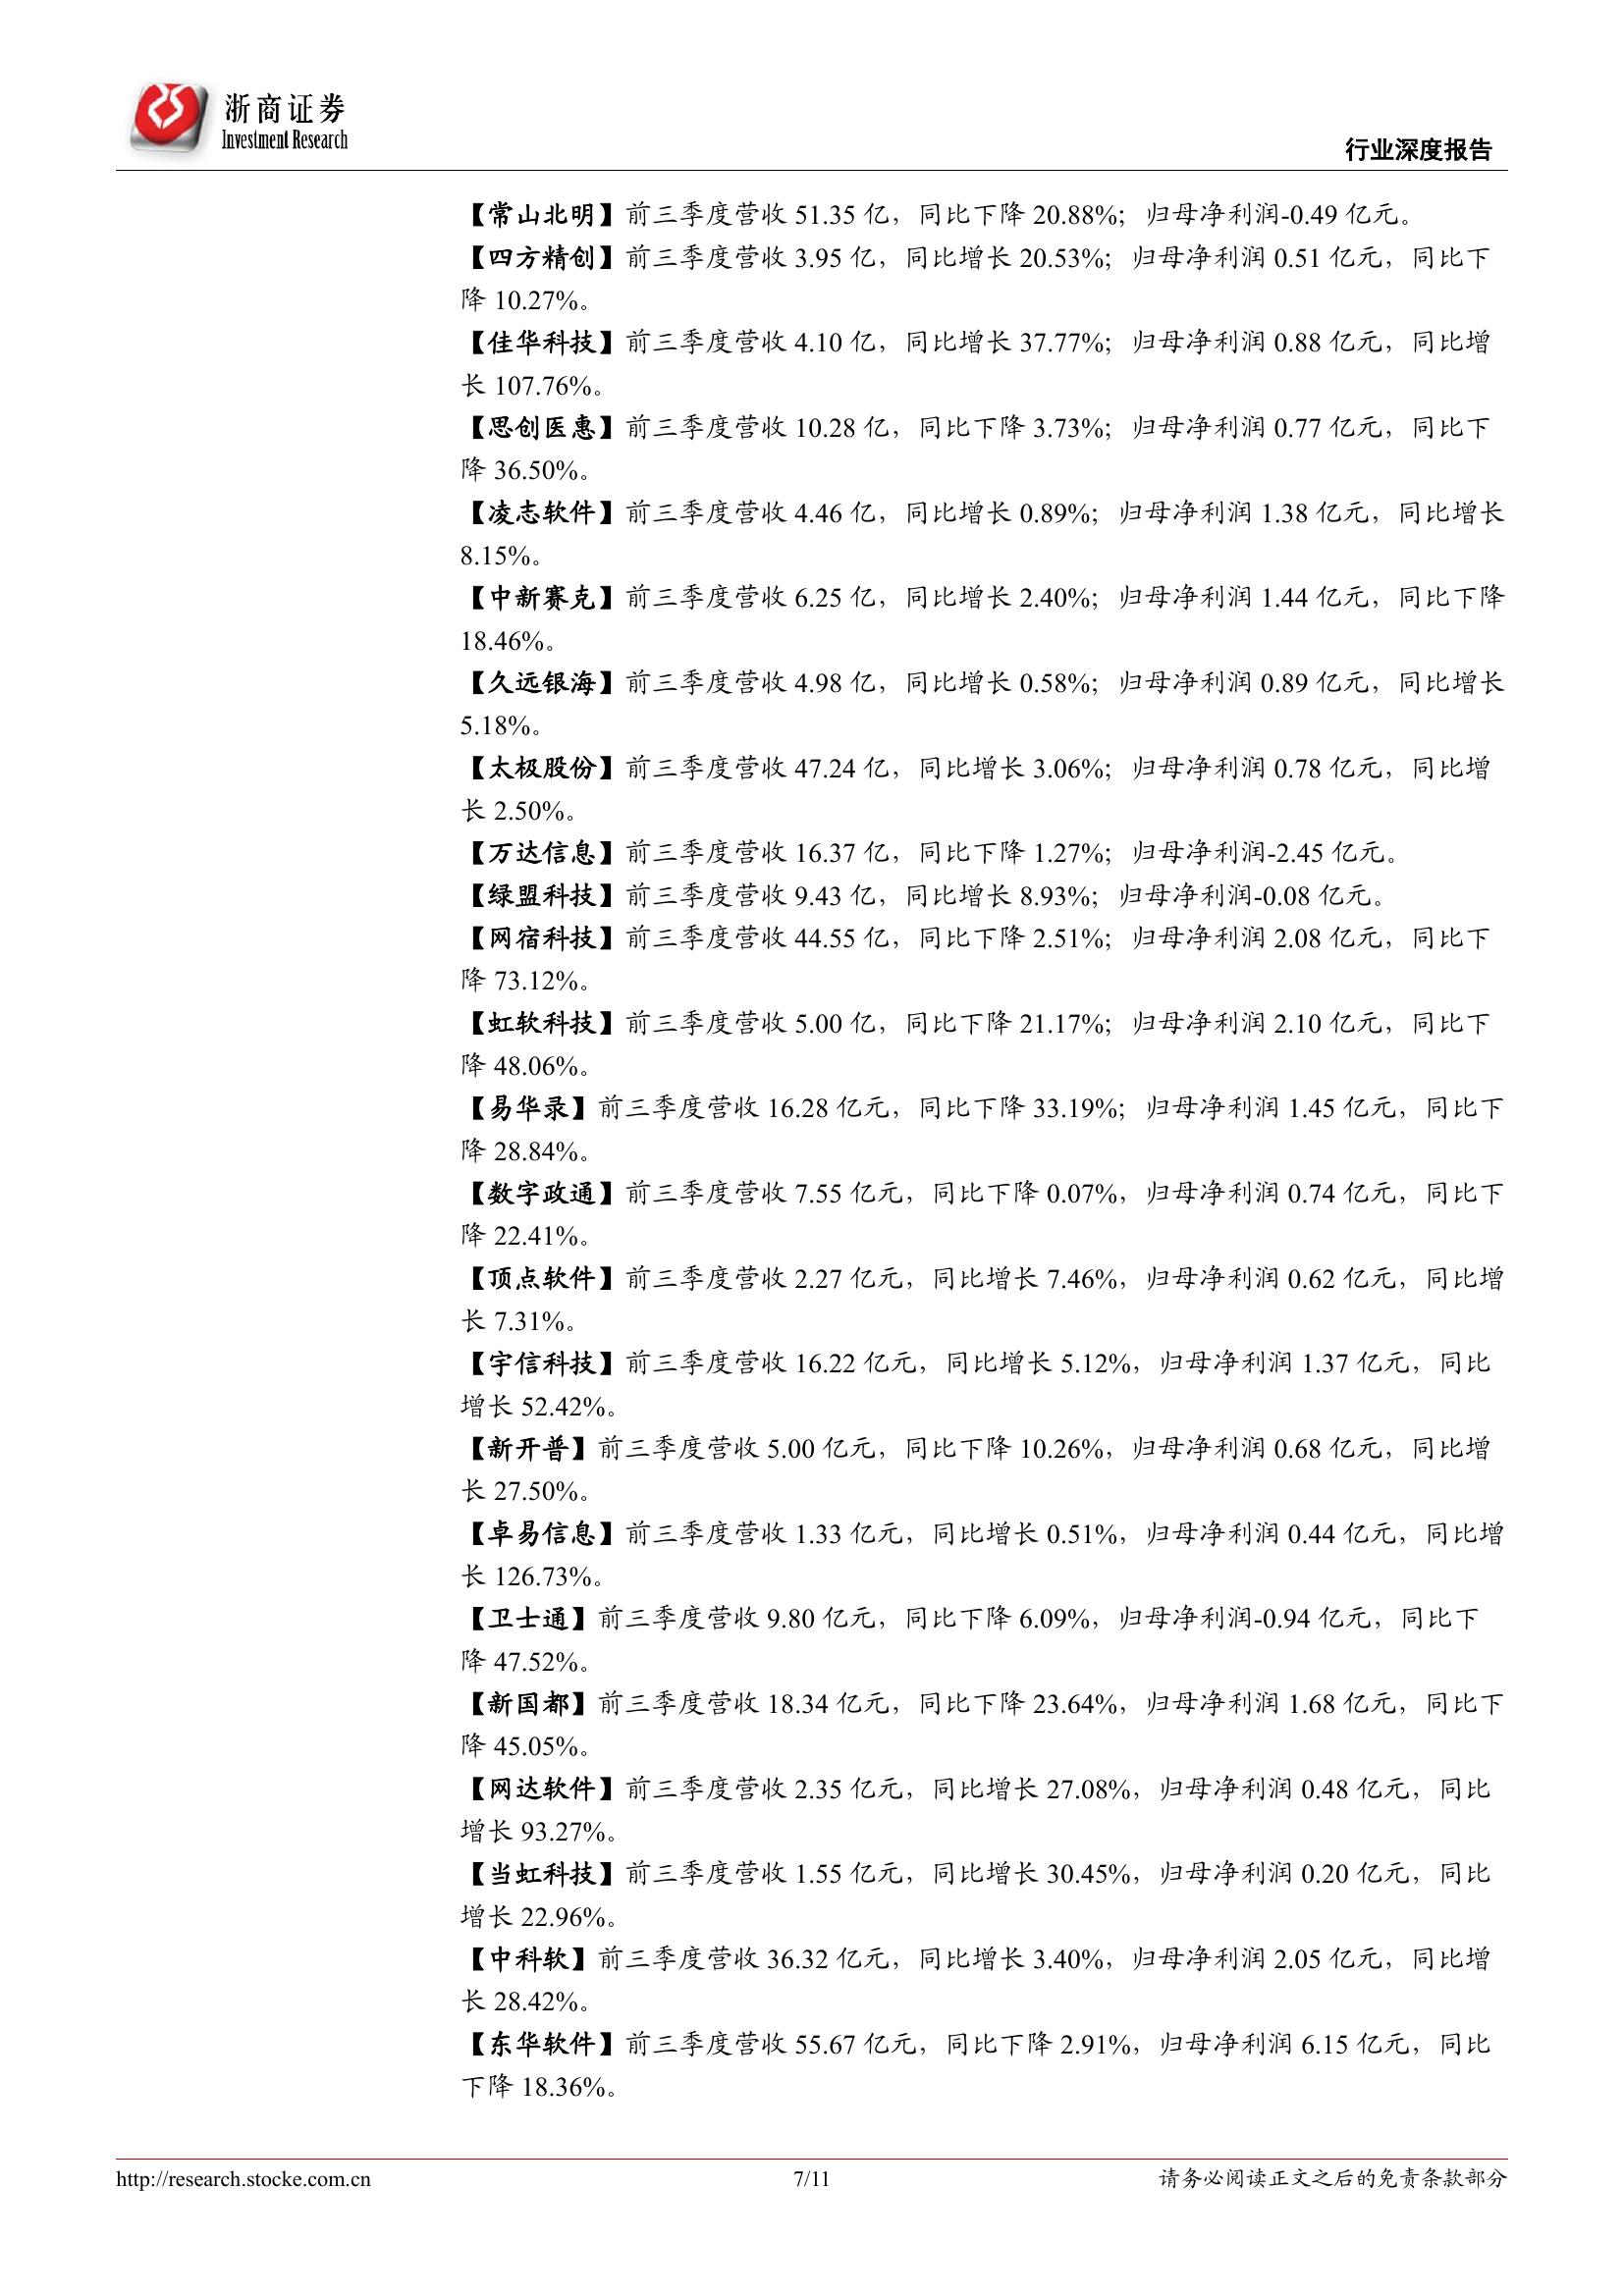 浙商证券
Investment Research
行业深度报告
【常山北明】前三季度营收 51.35 亿，同比下降 20.88%；归母净利润-0.49 亿元。
【四方精创】前三季度营收 3.95 亿，同比增长 20.53%；归母净利润 0.51 亿元，同比下
降 10.27%。
【佳华科技】前三季度营收 4.10 亿，同比增长 37.77%；归母净利润 0.88 亿元，同比增
长 107.76%。
【思创医惠】前三季度营收 10.28 亿，同比下降 3.73%；归母净利润 0.77 亿元，同比下
降 36.50%。
【凌志软件】前三季度营收 4.46 亿，同比增长 0.89%；归母净利润 1.38 亿元，同比增长
8.15%。
【中新赛克】前三季度营收 6.25 亿，同比增长 2.40%；归母净利润 1.44 亿元，同比下降
18.46%。
【久远银海】前三季度营收 4.98 亿，同比增长 0.58%；归母净利润 0.89 亿元，同比增长
5.18%。
【太极股份】前三季度营收 47.24 亿，同比增长 3.06%；归母净利润 0.78 亿元，同比增
长 2.50%。
【万达信息】前三季度营收 16.37 亿，同比下降 1.27%；归母净利润-2.45 亿元。
【绿盟科技】前三季度营收 9.43 亿，同比增长 8.93%；归母净利润-0.08 亿元。
【网宿科技】前三季度营收 44.55 亿，同比下降 2.51%；归母净利润 2.08 亿元，同比下
降 73.12%。
【虹软科技】前三季度营收 5.00 亿，同比下降 21.17%；归母净利润 2.10 亿元，同比下
降 48.06%。
【易华录】前三季度营收 16.28 亿元，同比下降 33.19%；归母净利润 1.45 亿元，同比下
降 28.84%。
【数字政通】前三季度营收 7.55 亿元，同比下降 0.07%，归母净利润 0.74 亿元，同比下
降 22.41%。
【顶点软件】前三季度营收 2.27 亿元，同比增长 7.46%，归母净利润 0.62 亿元，同比增
长 7.31%。
【宇信科技】前三季度营收 16.22 亿元，同比增长 5.12%，归母净利润 1.37 亿元，同比
增长 52.42%。
【新开普】前三季度营收 5.00 亿元，同比下降 10.26%，归母净利润 0.68 亿元，同比增
长 27.50%。
【卓易信息】前三季度营收 1.33 亿元，同比增长 0.51%，归母净利润 0.44 亿元，同比增
长 126.73%。
【卫士通】前三季度营收 9.80 亿元，同比下降 6.09%，归母净利润-0.94 亿元，同比下
降 47.52%。
【新国都】前三季度营收 18.34 亿元，同比下降 23.64%，归母净利润 1.68 亿元，同比下
降 45.05%。
【网达软件】前三季度营收 2.35 亿元，同比增长 27.08%，归母净利润 0.48 亿元，同比
增长 93.27%。
【当虹科技】前三季度营收 1.55 亿元，同比增长 30.45%，归母净利润 0.20 亿元，同比
增长 22.96%。
【中科软】前三季度营收 36.32 亿元，同比增长 3.40%，归母净利润 2.05 亿元，同比增
长 28.42%。
【东华软件】前三季度营收 55.67 亿元，同比下降 2.91%，归母净利润 6.15 亿元，同比
下降 18.36%。
http://research.stocke.com.cn
7/11
请务必阅读正文之后的免责条款部分